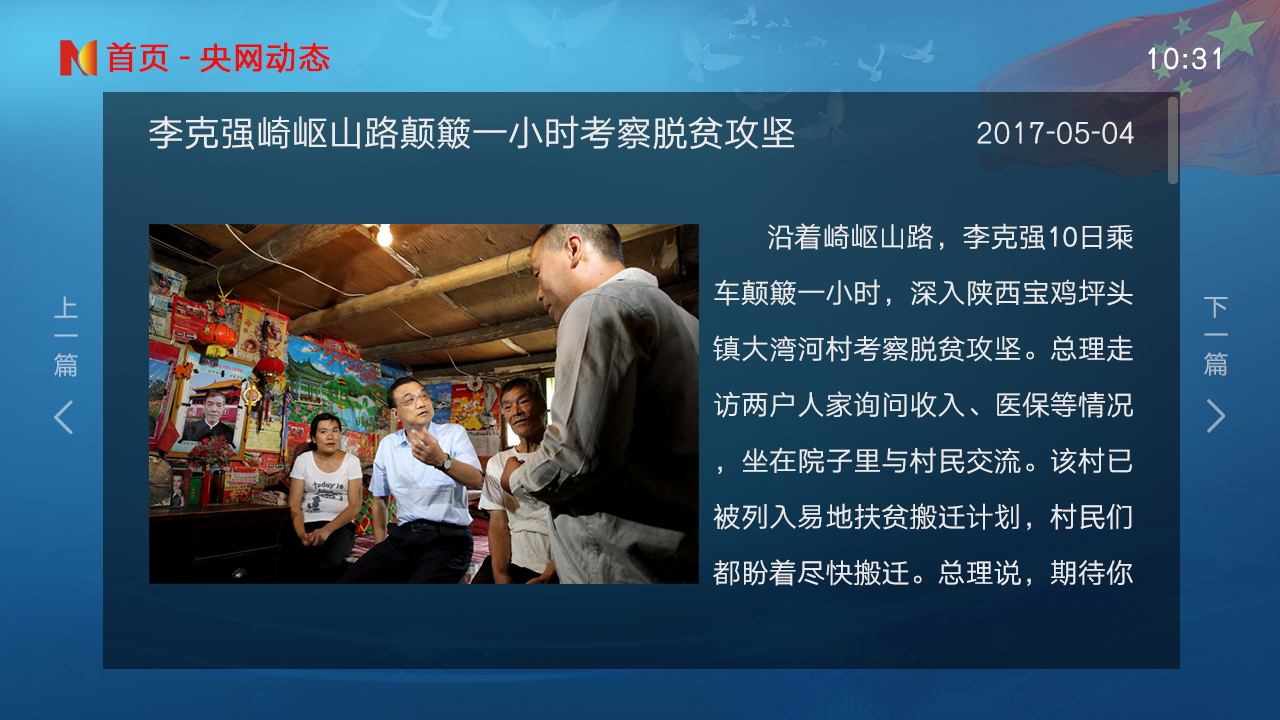 首页 - 央网动态
10:31
李克强崎岖山路颠簸一小时考察脱贫攻坚
2017-05-04
沿着崎岖山路，李克强10日乘
车颠簸一小时，深入陕西宝鸡坪头
镇大湾河村考察脱贫攻坚。总理走
访两户人家询问收入、医保等情况
，坐在院子里与村民交流。该村已
被列入易地扶贫搬迁计划，村民们
都盼着尽快搬迁。总理说，期待你
上一篇
下一篇
today is